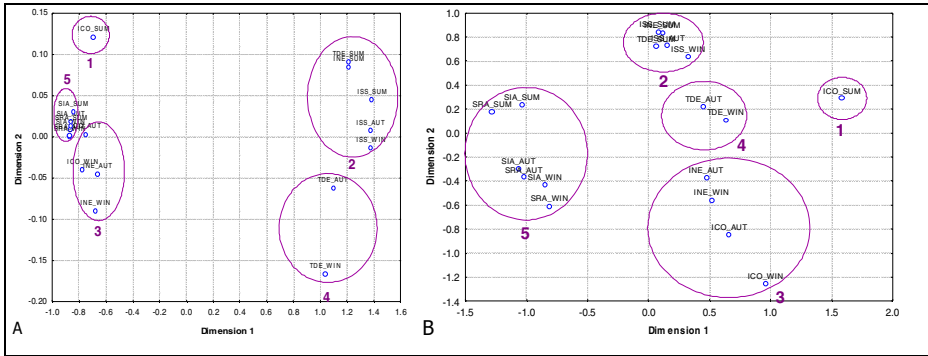 0.15
0.10
0.05
0.00
-0.05
-0.10
-0.15
-0.20
-1.0 -0.8 -0.6 -0.4 -0.2 0.0 0.2 0.4 0.6 0.8 1.0 1.2 1.4 1.6
Dimension 2
Dimension 1
A
ICO_SUM
1
5
SIA_SUM
SIA_AUT
ICO_WIN
INE_AUT
INE_WIN
3
TDE_SUM
INE_SUM
ISS_SUM
ISS_AUT
ISS_WIN
2
TDE_AUT
TDE_WIN
4
1.0
0.8
0.6
0.4
0.2
0.0
-0.2
-0.4
-0.6
-0.8
-1.0
-1.2
-1.4
-1.5 -1.0 -0.5 0.0 0.5 1.0 1.5 2.0
Dimension 2
Dimension 1
B
ISS_SUM
INE_SUM
TDE_SUM
ISS_AUT
ISS_WIN
2
SIA_SUM
SRA_SUM
TDE_AUT
TDE_WIN
4
ICO_SUM
1
SIA_AUT
SRA_AUT
SIA_WIN
SRA_WIN
5
INE_AUT
INE_WIN
ICO_AUT
ICO_WIN
3